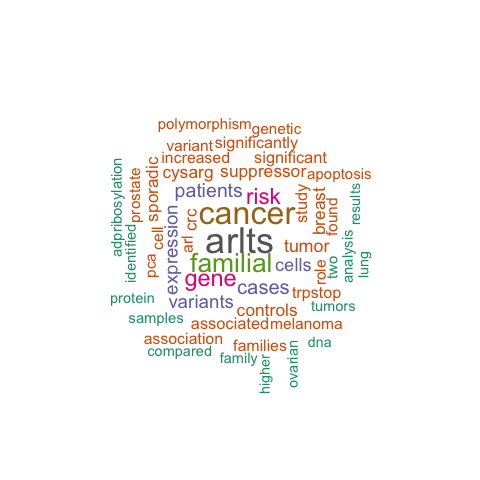 polymorphism
genetic
variant
significantly
increased
significant
cysarg
suppressor
apoptosis
adpribosylation
prostate
sporadic
patients
risk
study
breast
found
results
cancer
crc
cell
arl
arlts
tumor
identified
expression
familial
cells
role
two
analysis
lung
pca
gene
cases
trpstop
protein
variants
controls
tumors
samples
associated
melanoma
association
families
dna
compared
family
higher
ovarian